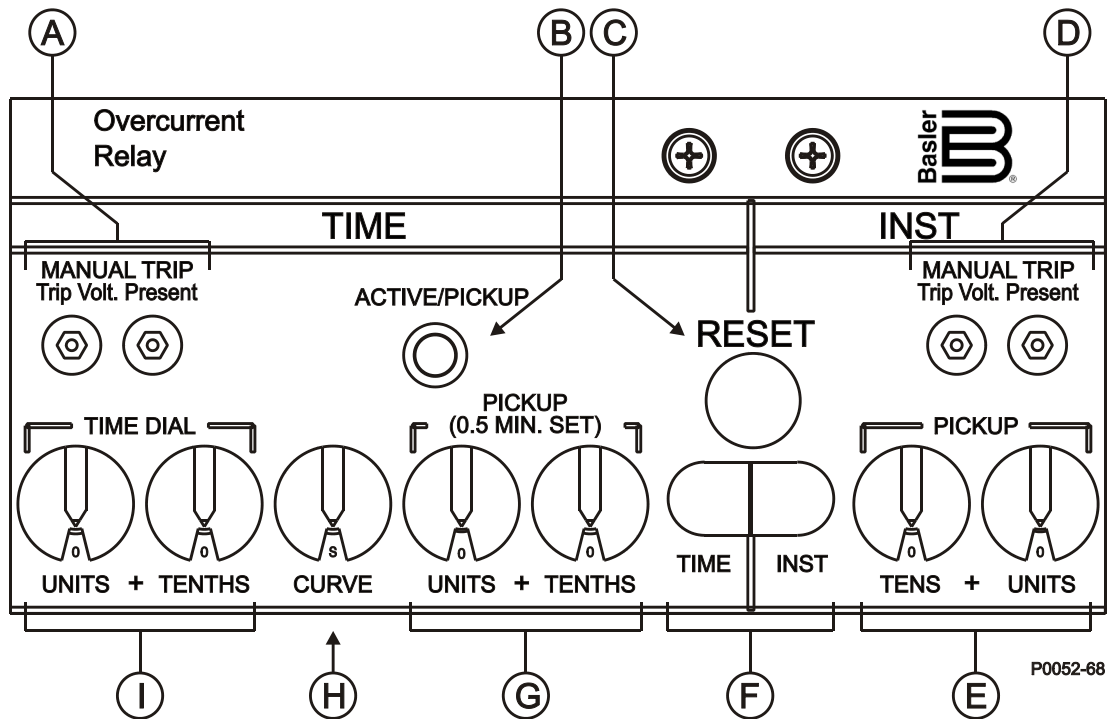 A B C D
Overcurrent
Relay
Basler
B
®
TIME INST
MANUAL TRIP
Trip Volt. Present
ACTIVE/PICKUP
RESET
MANUAL TRIP
Trip Volt. Present
TIME DIAL
PICKUP
(0.5 MIN. SET)
PICKUP
0 0 S 0 0 0 0
UNITS + TENTHS
CURVE
UNITS + TENTHS
TIME INST
TENS + UNITS
P0052-68
I H G F E